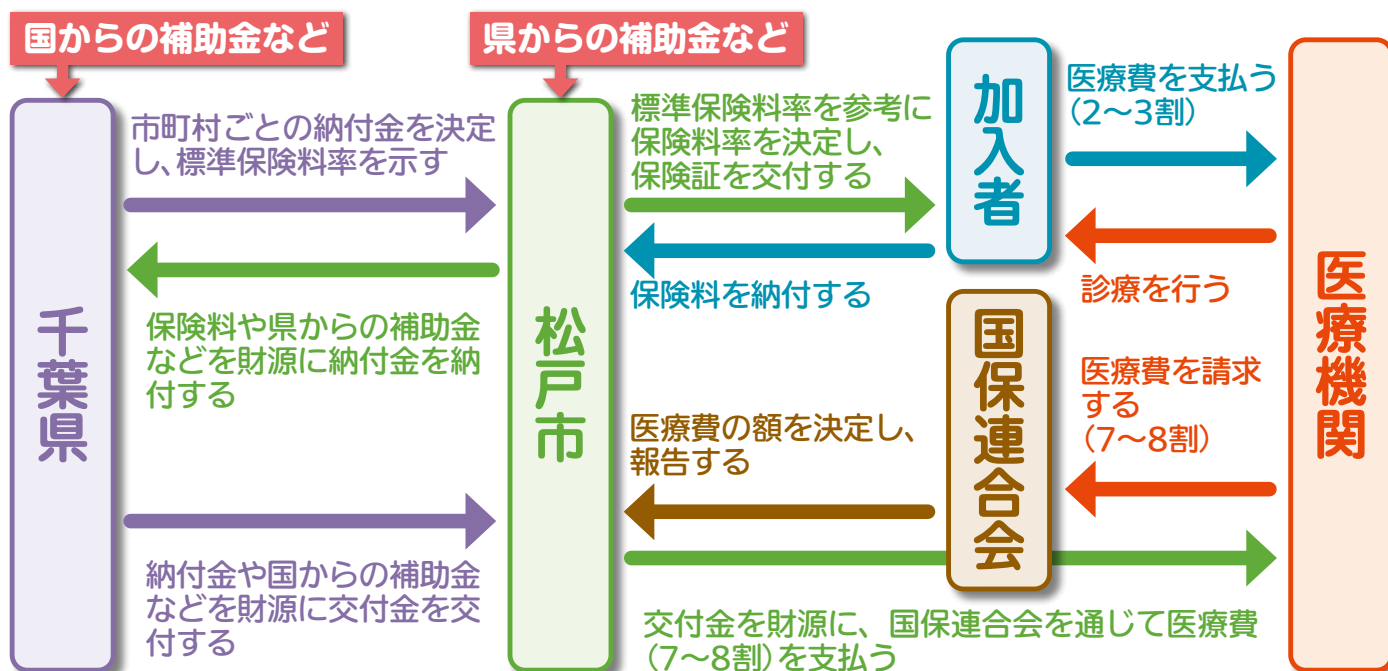 国からの補助金など
県からの補助金など
千葉県
市町村ごとの納付金を決定
し、標準保険料率を示す
保険料や県からの補助金
などを財源に納付金を納
付する
納付金や国からの補助金
などを財源に交付金を交
付する
松戸市
標準保険料率を参考に
保険料率を決定し、
保険証を交付する
保険料を納付する
医療費の額を決定し、
報告する
交付金を財源に、国保連合会を通じて医療費
(7〜8割)を支払う
加入者
国保連合会
医療費を支払う
(2〜3割)
診療を行う
医療費を請求
する
(7〜8割)
医療機関